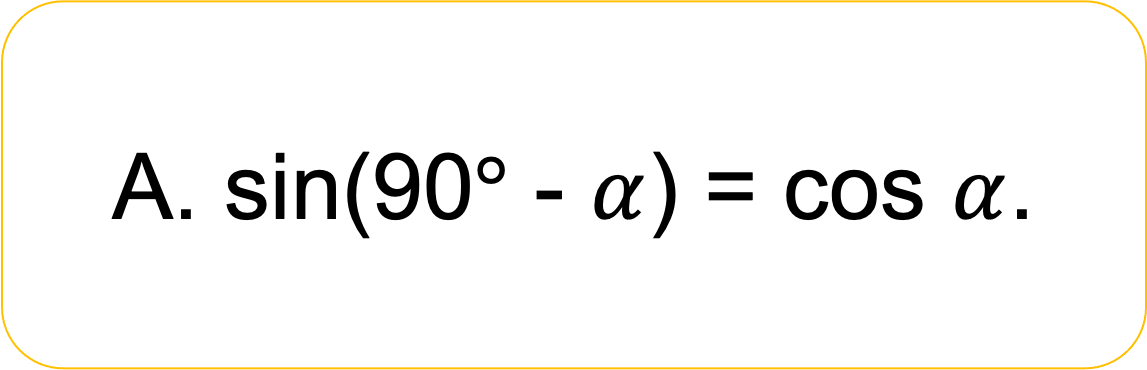 A. sin(90° - α) = cos α.